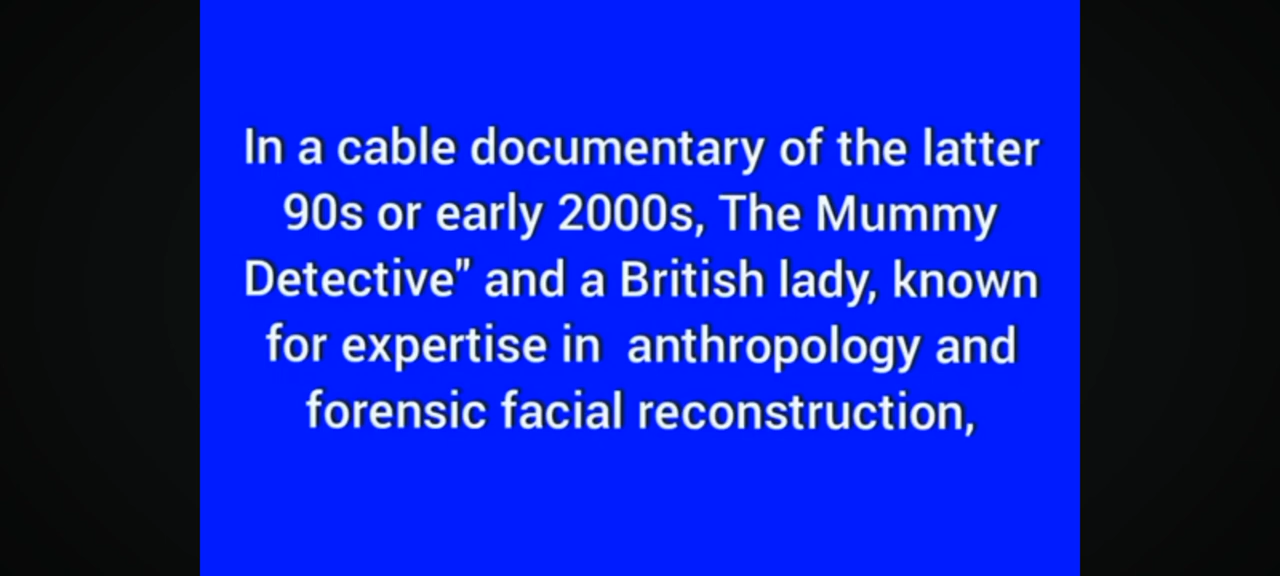 In a cable documentary of the latter
90s or early 2000s, The Mummy
Detective" and a British lady, known
for expertise in  anthropology and
forensic facial reconstruction,